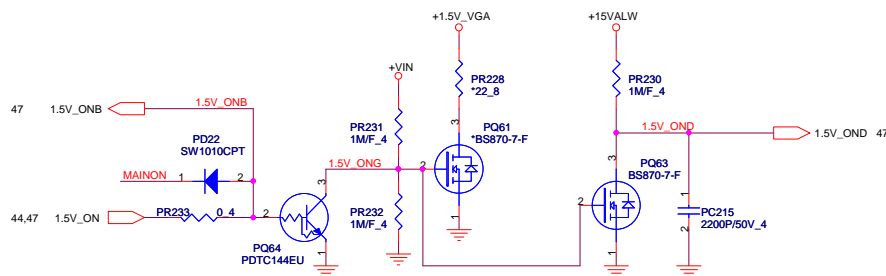 +1.5V_VGA
+15VALW
+VIN
PR228
*22_8
PR230
1M/F_4
47 1.5V_ONB
1.5V_ONB
PR231
1M/F_4
3
PQ61
*BS870-7-F
3
1.5V_OND
1.5V_OND 47
PD22
SW1010CPT
1.5V_ONG
2
PQ63
BS870-7-F
MAINON
1
2
3
1
1
44,47 1.5V_ON
PR233
0_4
2
PR232
1M/F_4
2
PC215
2200P/50V_4
2
PQ64
PDTC144EU
1
1